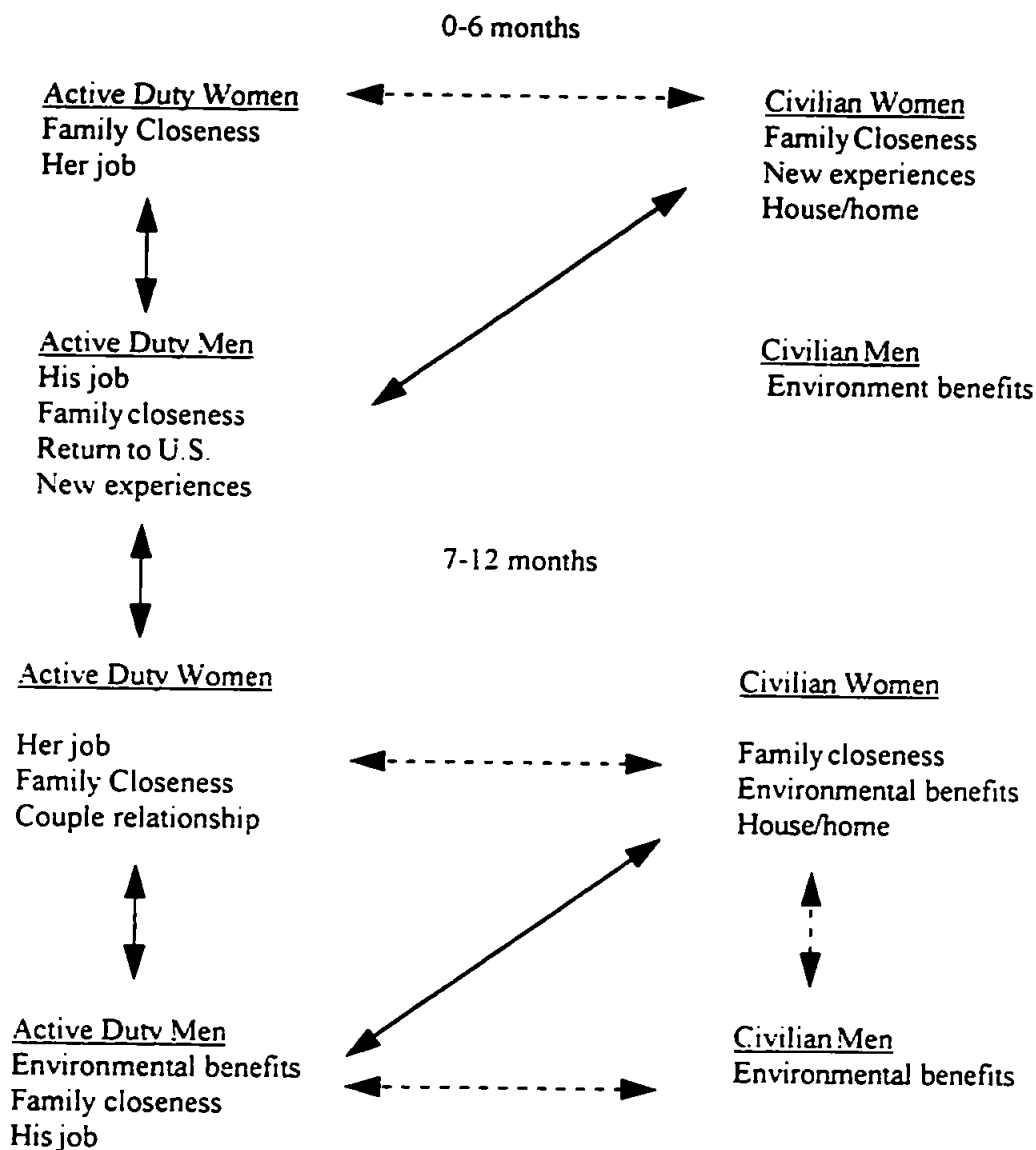 0-6 months
Active Duty Women
Family Closeness
Her job
Civilian Women
Family Closeness
New experiences
House/home
Active Duty Men
His job
Family closeness
Return to U.S.
New experiences
Civilian Men
Environment benefits
7-12 months
Active Duty Women
Her job
Family Closeness
Couple relationship
Civilian Women
Family closeness
Environmental benefits
House/home
Active Duty Men
Environmental benefits
Family closeness
His job
Civilian Men
Environmental benefits